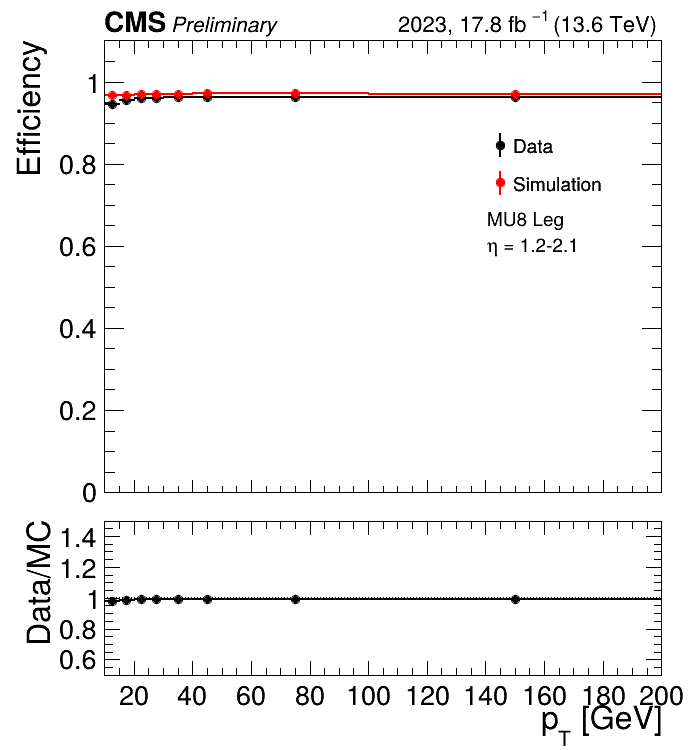 CMS Preliminary 2023, 17.8 fb⁻¹ (13.6 TeV)
Efficiency
1
0.8
0.6
0.4
0.2
0
Data
Simulation
MU8 Leg
η = 1.2-2.1
Data/MC
1.4
1.2
1
0.8
0.6
20 40 60 80 100 120 140 160 180 200
p_T [GeV]